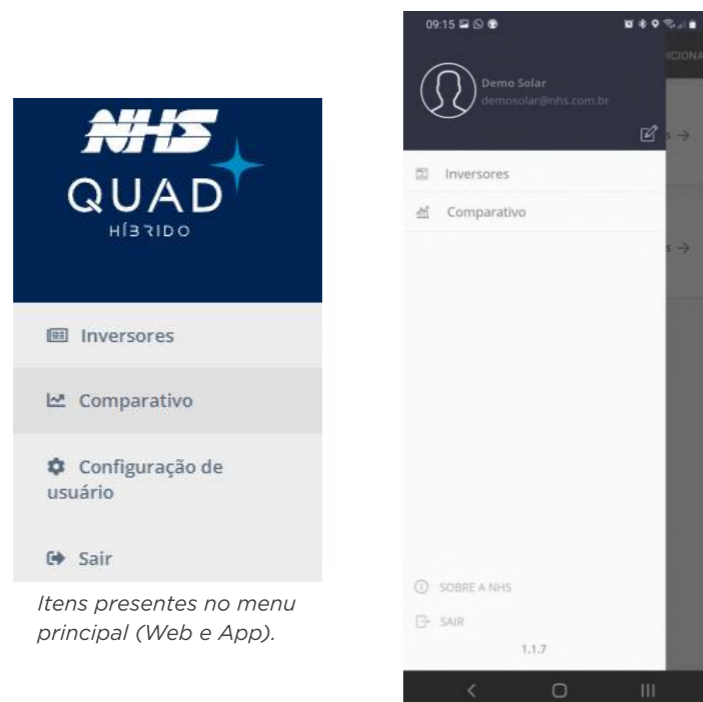 NHS
QUAD
HÍBRIDO
Inversores
Comparativo
Configuração de
usuário
Sair
Itens presentes no menu
principal (Web e App).
09:15
Demo Solar
demosolar@nhs.com.br
ICIONA
s →
Inversores
Comparativo
s →
SOBRE A NHS
SAIR
1.1.7